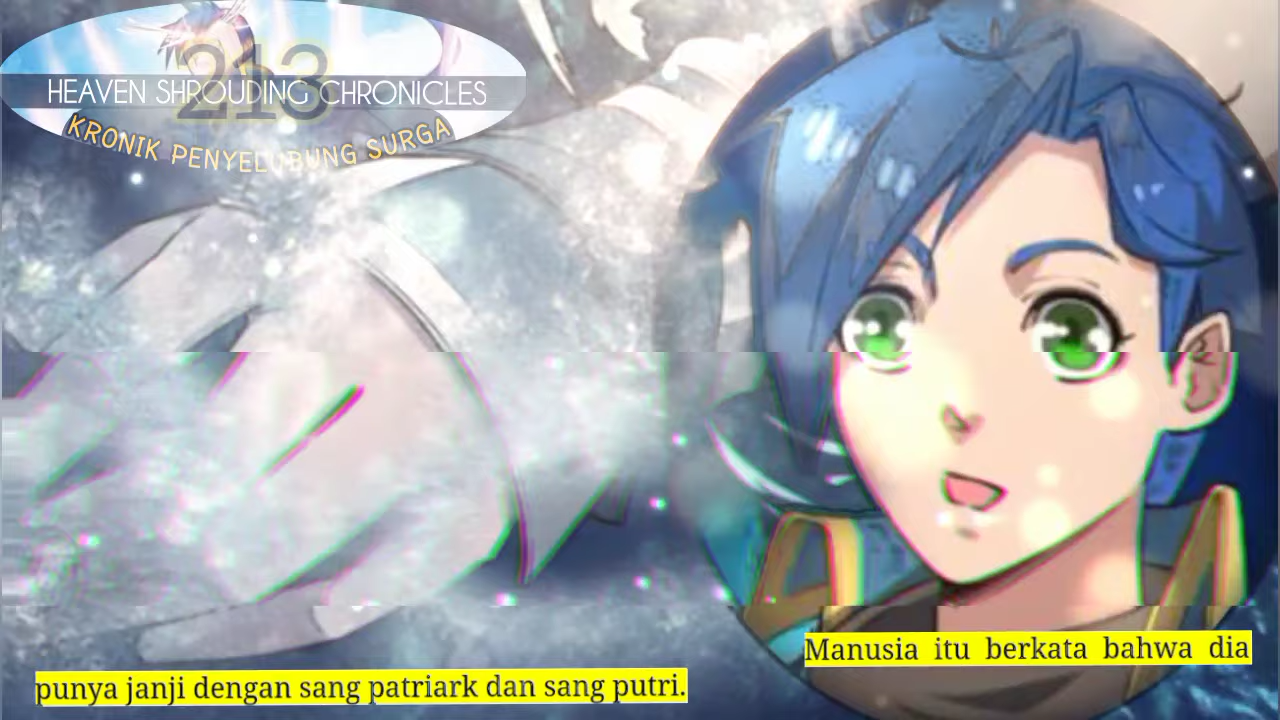 213
HEAVEN SHROUDING CHRONICLES
KRONIK PENYELUBUNG SURGA
Manusia itu berkata bahwa dia
punya janji dengan sang patriark dan sang putri.